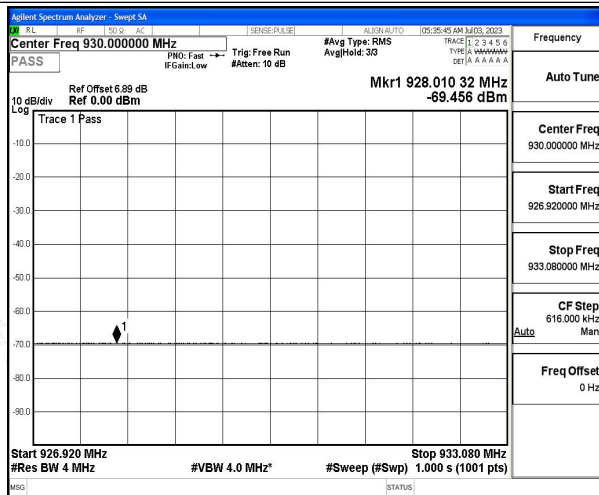 Agilent Spectrum Analyzer - Swept SA
RL RF 50 Ω AC SENSE:PULSE ALIGN AUTO 05:35:45 AM Jul 03, 2023
Center Freq 930.000000 MHz
PASS
PNO: Fast
IFGain:Low
Trig: Free Run
#Atten: 10 dB
#Avg Type: RMS
Avg|Hold: 3/3
TRACE 1 2 3 4 5 6
TYPE A WWWWW
DET A A A A A A
Ref Offset 6.89 dB
10 dB/div Ref 0.00 dBm
Log
Mkr1 928.010 32 MHz
-69.456 dBm
Trace 1 Pass
-10.0
-20.0
-30.0
-40.0
-50.0
-60.0
-70.0
-80.0
-90.0
1
Start 926.920 MHz Stop 933.080 MHz
#Res BW 4 MHz #VBW 4.0 MHz* #Sweep (#Swp) 1.000 s (1001 pts)
MSG STATUS
Frequency
Auto Tune
Center Freq
930.000000 MHz
Start Freq
926.920000 MHz
Stop Freq
933.080000 MHz
CF Step
616.000 kHz
Auto Man
Freq Offset
0 Hz